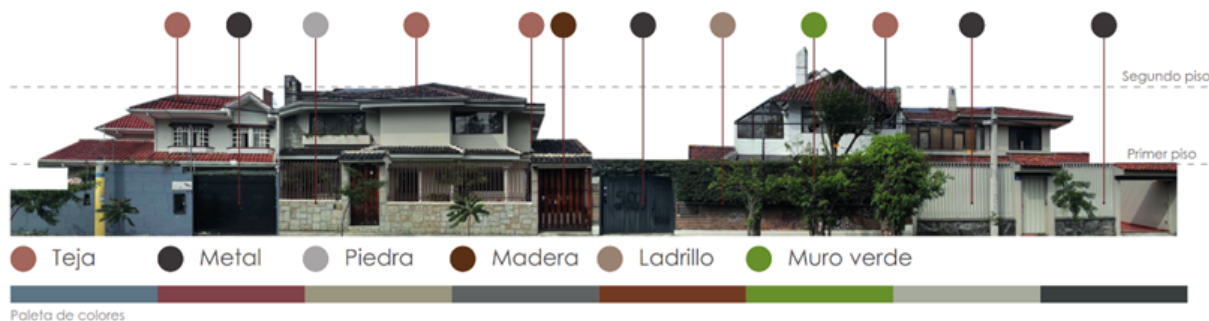 Segundo piso
Primer piso
Teja
Metal
Piedra
Madera
Ladrillo
Muro verde
Paleta de colores